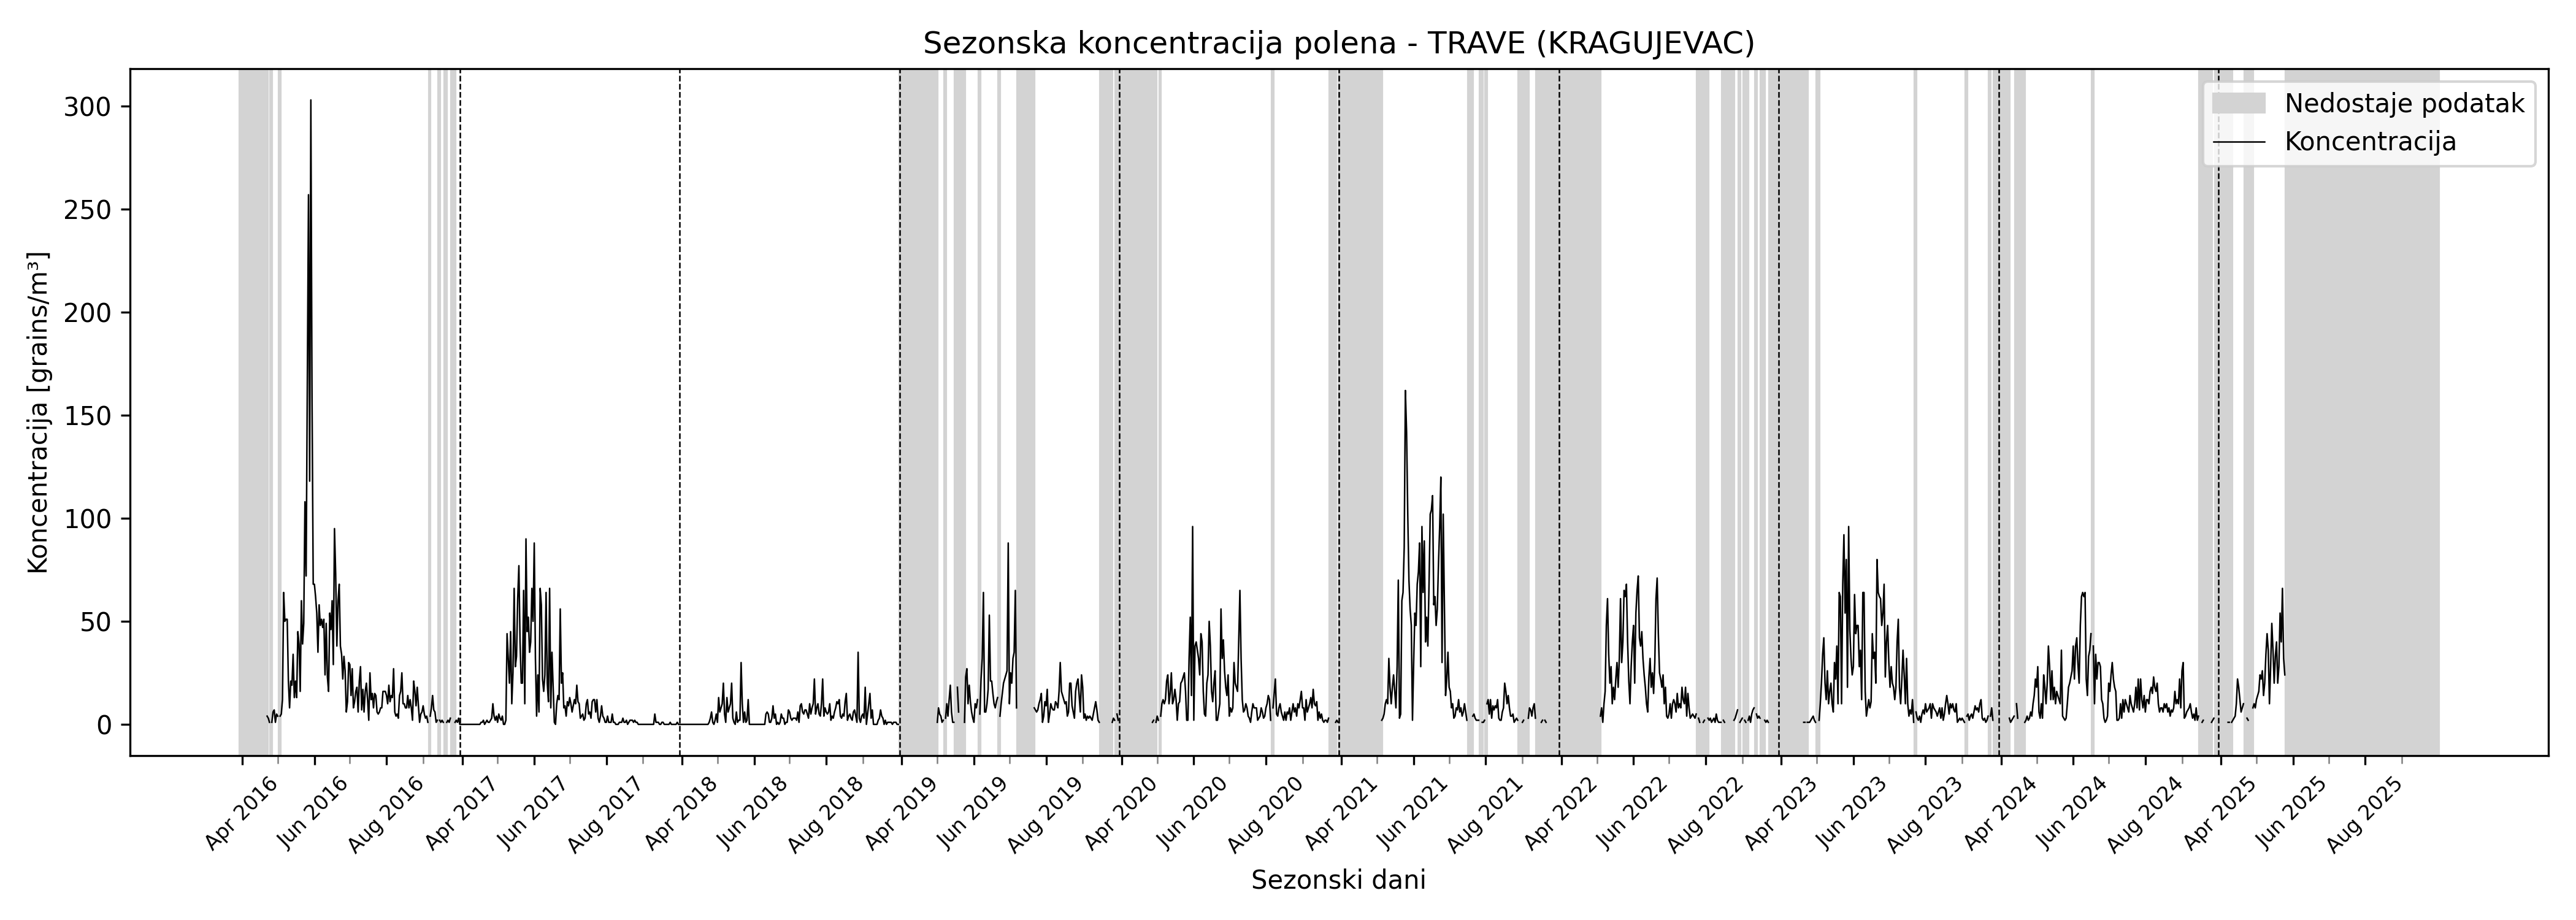 Sezonska koncentracija polena - TRAVE (KRAGUJEVAC)
Nedostaje podatak
Koncentracija
Koncentracija [grains/m³]
300
250
200
150
100
50
0
Apr 2016
Jun 2016
Aug 2016
Apr 2017
Jun 2017
Aug 2017
Apr 2018
Jun 2018
Aug 2018
Apr 2019
Jun 2019
Aug 2019
Apr 2020
Jun 2020
Aug 2020
Apr 2021
Jun 2021
Aug 2021
Apr 2022
Jun 2022
Aug 2022
Apr 2023
Jun 2023
Aug 2023
Apr 2024
Jun 2024
Aug 2024
Apr 2025
Jun 2025
Aug 2025
Sezonski dani